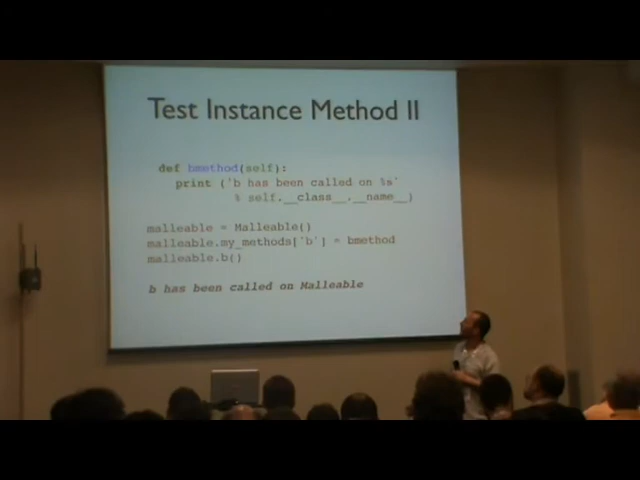 Test Instance Method II
def bmethod(self):
print ('b has been called on %s'
% self.__class__.__name__)
malleable = Malleable()
malleable.my_methods['b'] = bmethod
malleable.b()
b has been called on Malleable